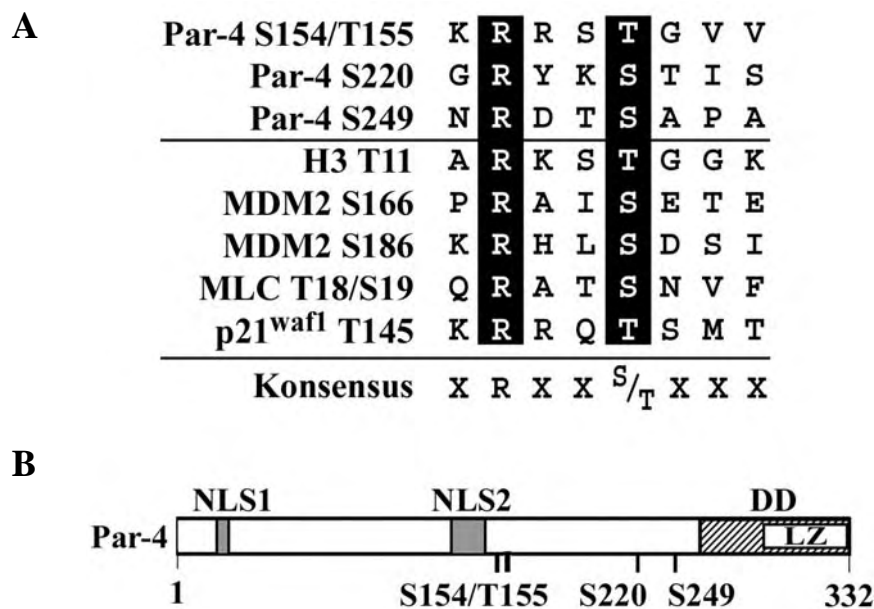 A
Par-4 S154/T155 K R R S T G V V
Par-4 S220 G R Y K S T I S
Par-4 S249 N R D T S A P A
H3 T11 A R K S T G G K
MDM2 S166 P R A I S E T E
MDM2 S186 K R H L S D S I
MLC T18/S19 Q R A T S N V F
p21waf1 T145 K R R Q T S M T
Konsensus X R X X S/T X X X
B
NLS1 NLS2 DD
Par-4 LZ
1 S154/T155 S220 S249 332